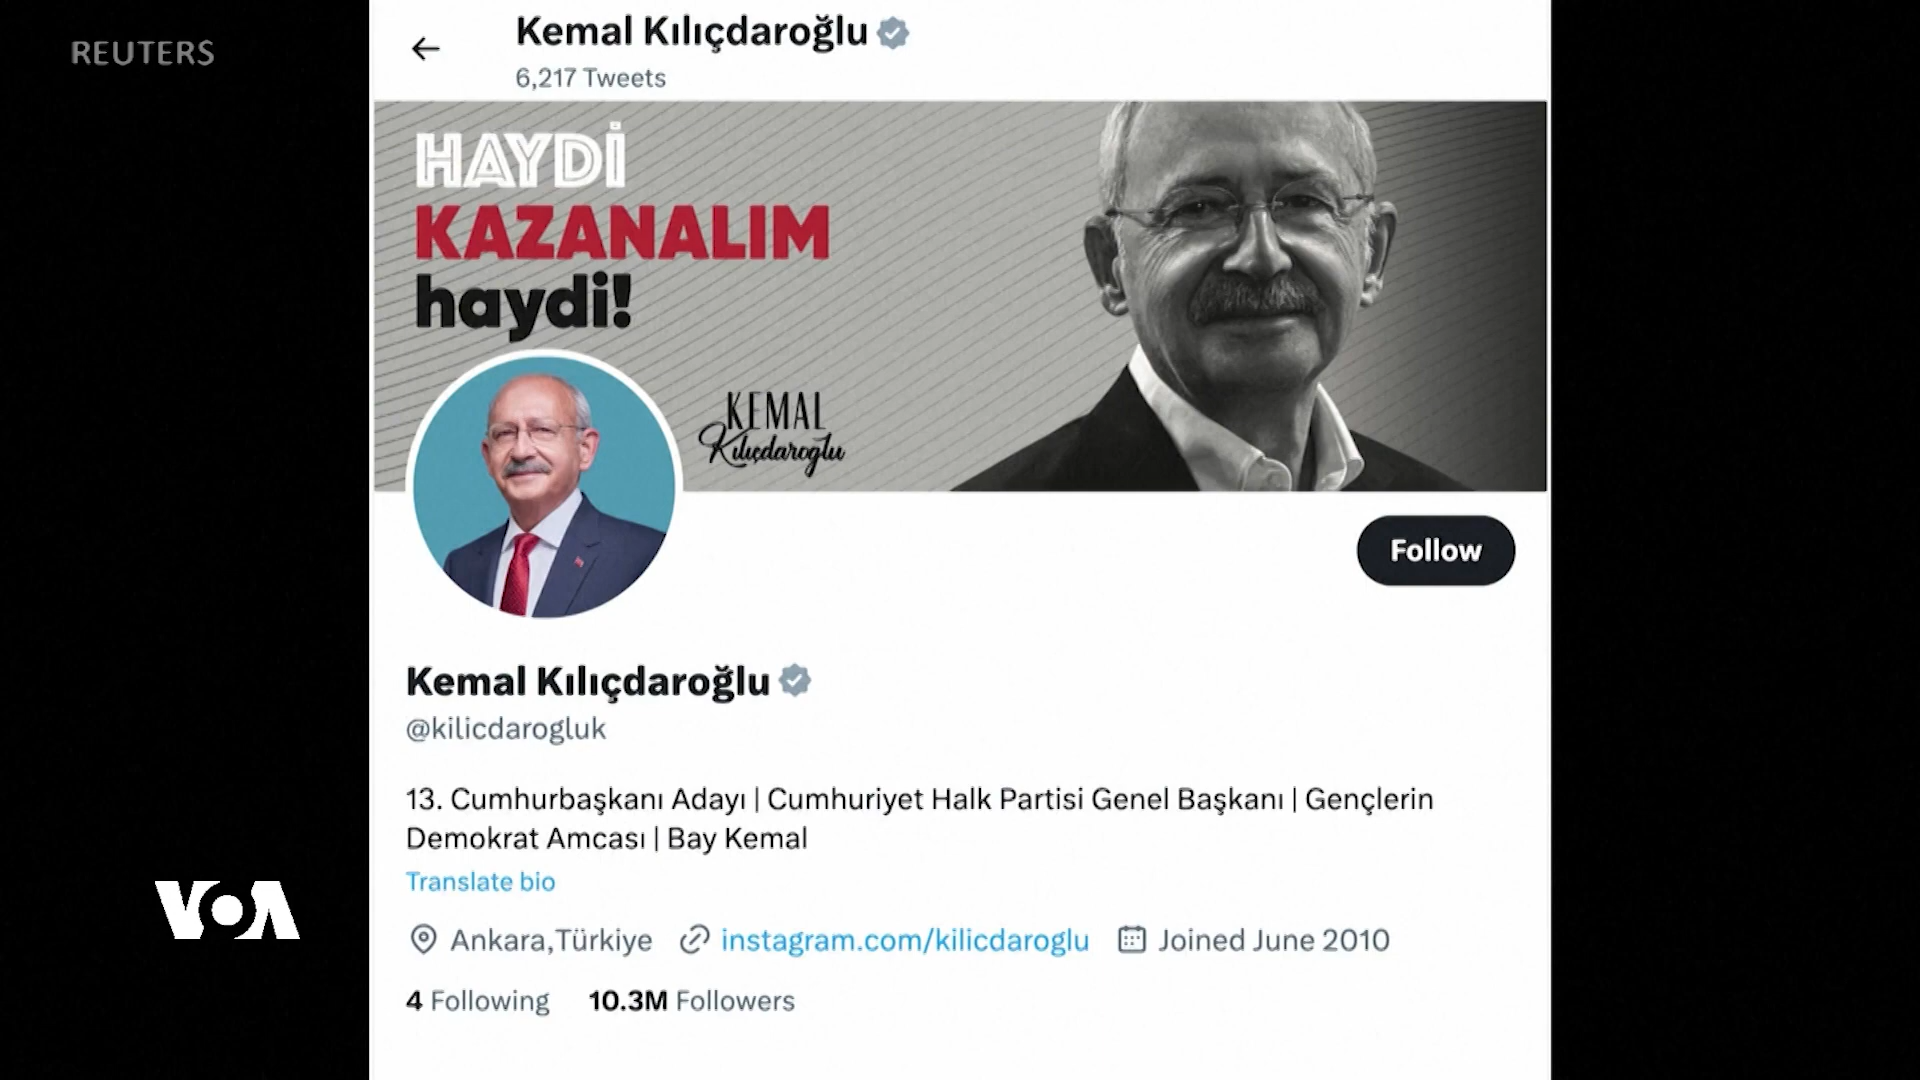 REUTERS
Kemal Kılıçdaroğlu
6,217 Tweets
HAYDİ
KAZANALIM
haydi!
KEMAL
Kılıçdaroğlu
Follow
Kemal Kılıçdaroğlu
@kilicdarogluk
13. Cumhurbaşkanı Adayı | Cumhuriyet Halk Partisi Genel Başkanı | Gençlerin
Demokrat Amcası | Bay Kemal
Translate bio
VOA
Ankara,Türkiye instagram.com/kilicdaroglu Joined June 2010
4 Following 10.3M Followers